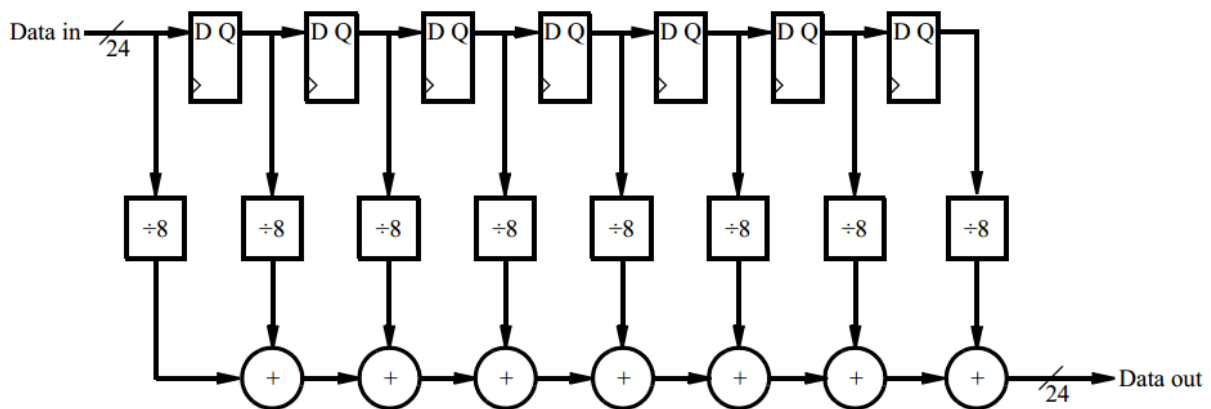 Data in
24
D Q D Q D Q D Q D Q D Q D Q
÷8 ÷8 ÷8 ÷8 ÷8 ÷8 ÷8 ÷8
+ + + + + + +
24
Data out